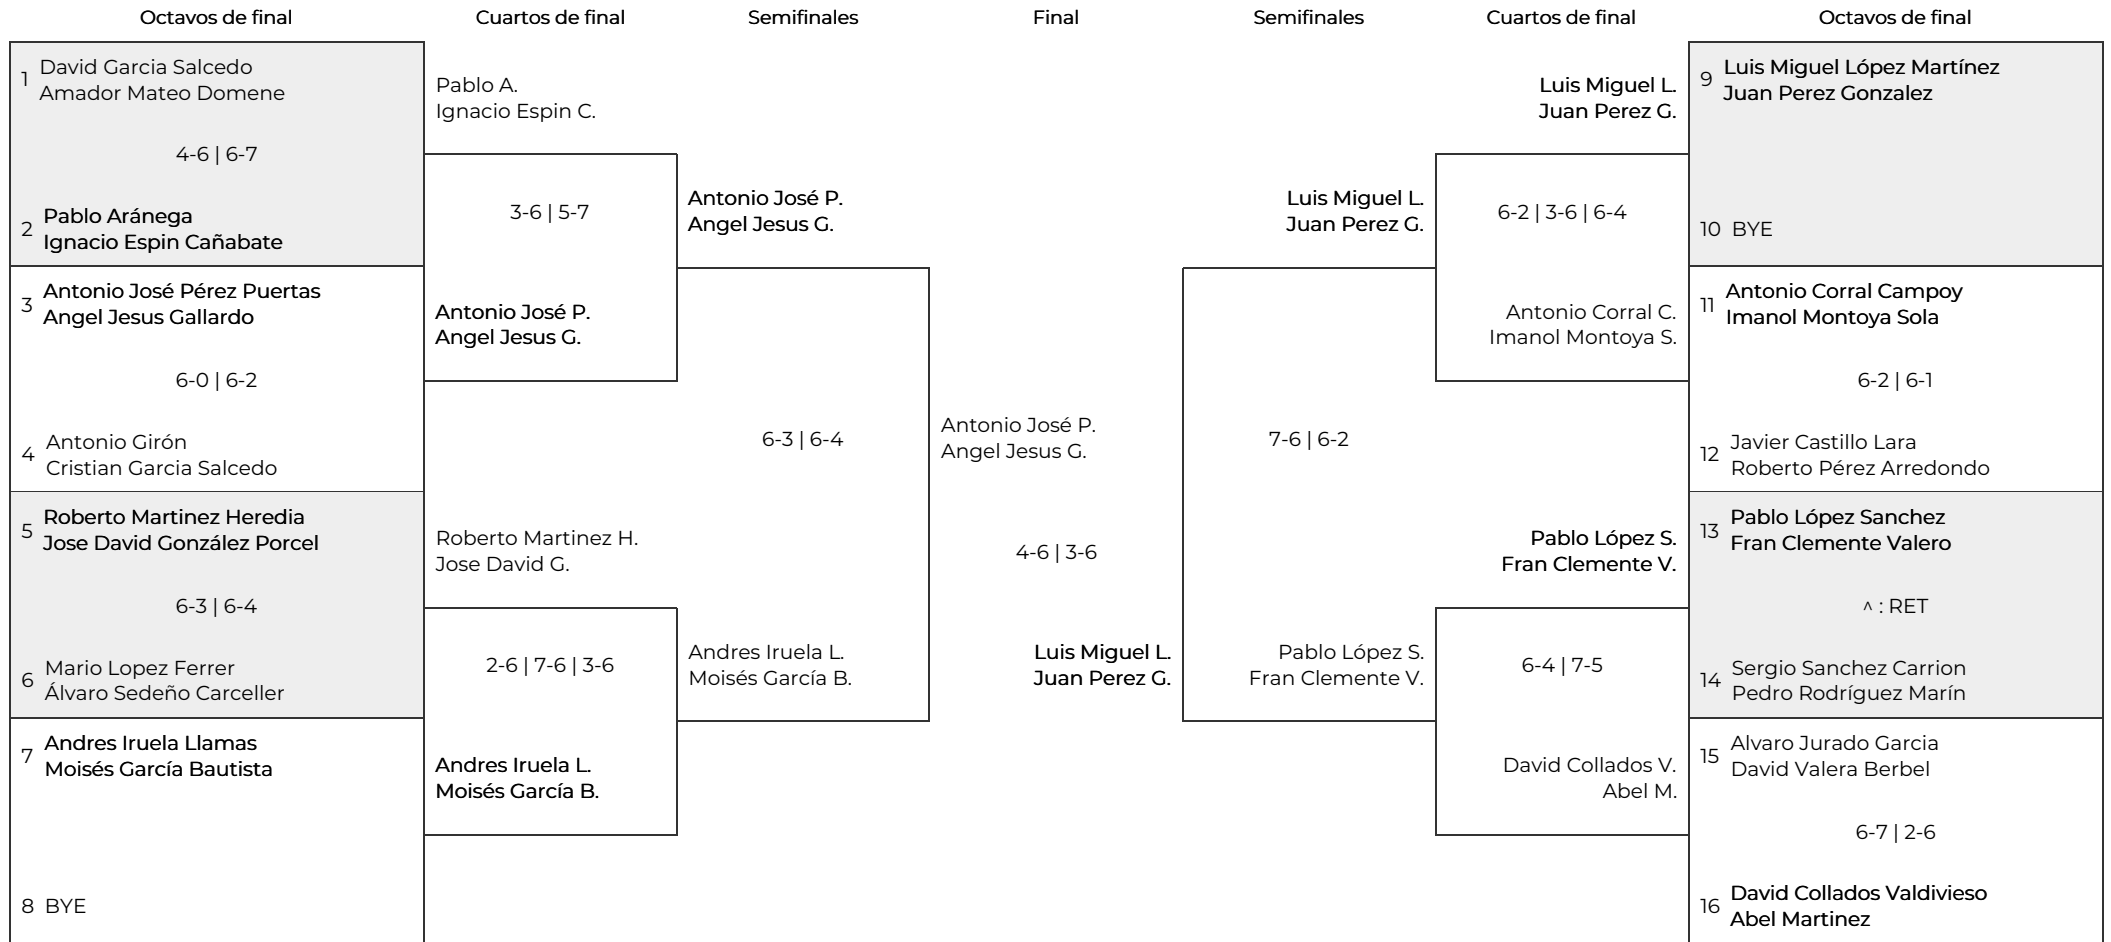 Octavos de final
Cuartos de final
Semifinales
Final
Semifinales
Cuartos de final
Octavos de final
1 David Garcia Salcedo
Amador Mateo Domene
4-6 | 6-7
2 Pablo Aránega
Ignacio Espin Cañabate
3 Antonio José Pérez Puertas
Angel Jesus Gallardo
6-0 | 6-2
4 Antonio Girón
Cristian Garcia Salcedo
5 Roberto Martinez Heredia
Jose David González Porcel
6-3 | 6-4
6 Mario Lopez Ferrer
Álvaro Sedeño Carceller
7 Andres Iruela Llamas
Moisés García Bautista
8 BYE
Pablo A.
Ignacio Espin C.
3-6 | 5-7
Antonio José P.
Angel Jesus G.
Roberto Martinez H.
Jose David G.
2-6 | 7-6 | 3-6
Andres Iruela L.
Moisés García B.
Antonio José P.
Angel Jesus G.
6-3 | 6-4
Andres Iruela L.
Moisés García B.
Antonio José P.
Angel Jesus G.
4-6 | 3-6
Luis Miguel L.
Juan Perez G.
Luis Miguel L.
Juan Perez G.
7-6 | 6-2
Pablo López S.
Fran Clemente V.
Luis Miguel L.
Juan Perez G.
6-2 | 3-6 | 6-4
Antonio Corral C.
Imanol Montoya S.
Pablo López S.
Fran Clemente V.
6-4 | 7-5
David Collados V.
Abel M.
9 Luis Miguel López Martínez
Juan Perez Gonzalez
10 BYE
11 Antonio Corral Campoy
Imanol Montoya Sola
6-2 | 6-1
12 Javier Castillo Lara
Roberto Pérez Arredondo
13 Pablo López Sanchez
Fran Clemente Valero
^ : RET
14 Sergio Sanchez Carrion
Pedro Rodríguez Marín
15 Alvaro Jurado Garcia
David Valera Berbel
6-7 | 2-6
16 David Collados Valdivieso
Abel Martinez